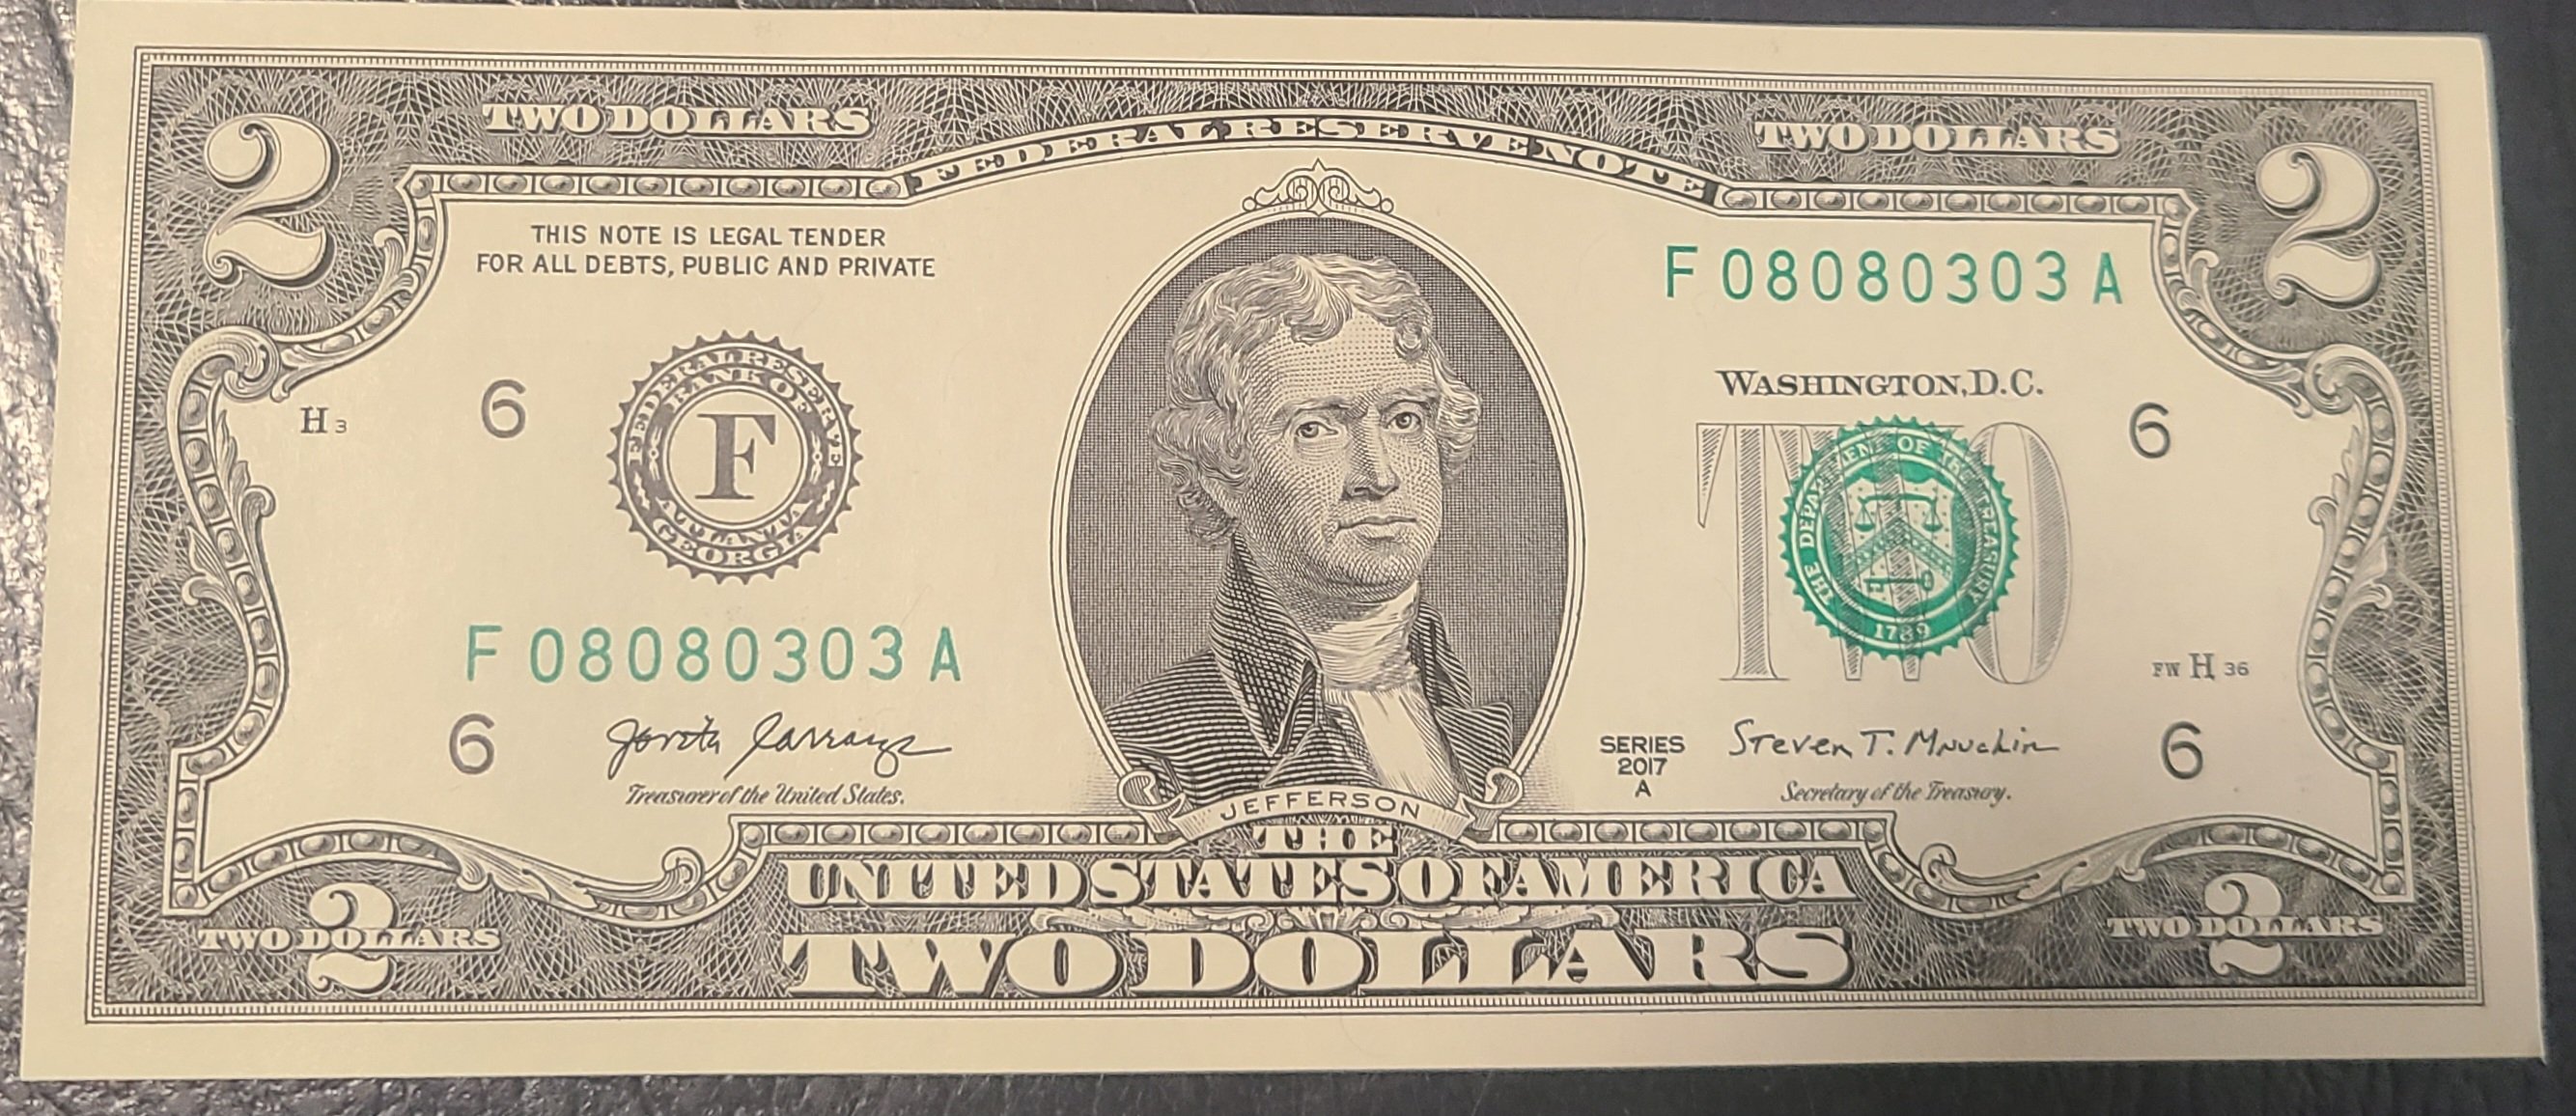 2 TWO DOLLARS FEDERAL RESERVE NOTE TWO DOLLARS 2
THIS NOTE IS LEGAL TENDER
FOR ALL DEBTS, PUBLIC AND PRIVATE
F 08080303 A
WASHINGTON, D.C.
H 3
6
FEDERAL RESERVE
BANK OF
F
ATLANTA
GEORGIA
TWO
THE DEPARTMENT OF THE TREASURY
1789
6
F 08080303 A
FW H 36
6
Jovita Carranza
Treasurer of the United States.
SERIES
2017
A
Steven T. Mnuchin
Secretary of the Treasury.
6
JEFFERSON
THE
UNITED STATES OF AMERICA
2 TWO DOLLARS
TWO DOLLARS
2 TWO DOLLARS